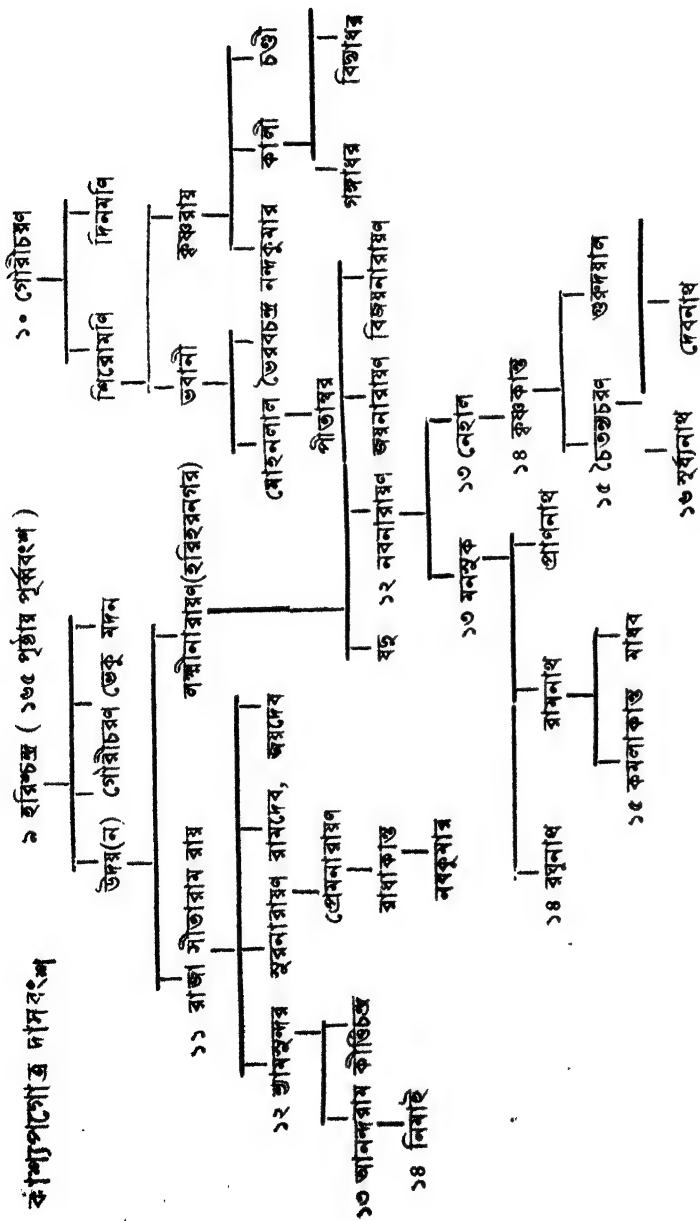 কাশ্যপগোত্র দাসবংশ
৯ হরিশ্চন্দ্র ( ১৬৫ পৃষ্ঠায় পূর্ব্ববংশ )
১০ গৌরীচরণ
উদয়(ন) গৌরীচরণ ভেকু মদন
শিরোমণি দিনমণি
১১ রাজা সীতারাম রায় লক্ষ্মীনারায়ণ(হরিহরনগর)
ভবানী কৃষ্ণরায়
মোহনলাল ভৈরবচন্দ্র নন্দকুমার কালী চণ্ডী
১২ শ্যামসুন্দর সুরনারায়ণ রামদেব, জয়দেব
পীতাম্বর
গঙ্গাধর বিদ্যাধর
প্রেমনারায়ণ
যদু ১২ নবনারায়ণ জয়নারায়ণ বিজয়নারায়ণ
১৩ আনন্দরাম কীর্ত্তিচন্দ্র
রাধাকান্ত
১৩ মনসুক ১৩ নেহাল
১৪ নিমাই
নবকুমার
১৪ কৃষ্ণকান্ত
১৪ রঘুনাথ রামনাথ প্রাণনাথ
১৫ চৈতন্যচরণ গুরুদয়াল
১৫ কমলাকান্ত মাধব
১৬ সূর্য্যনাথ দেবনাথ